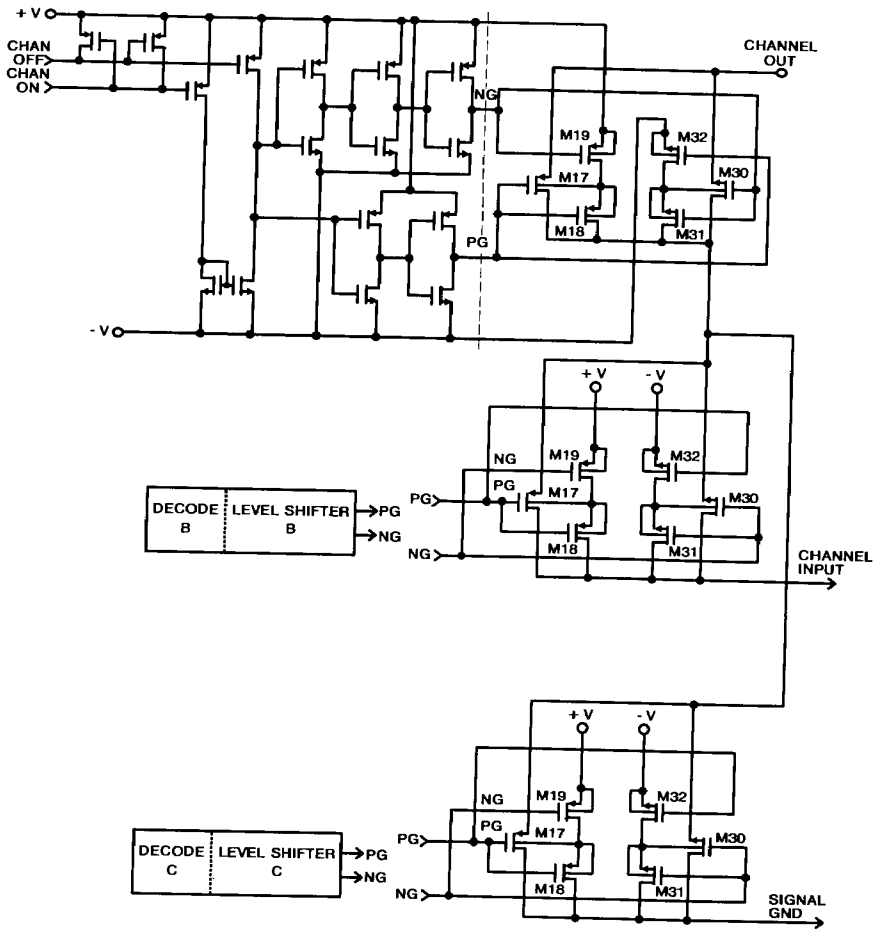 + V
CHAN
OFF
CHAN
ON
CHANNEL
OUT
NG
M19
M32
M17
M30
M18
M31
PG
- V
+ V
- V
M19
M32
NG
PG
PG
M17
M30
M18
M31
NG
DECODE
B
LEVEL SHIFTER
B
PG
NG
CHANNEL
INPUT
+ V
- V
M19
M32
NG
PG
PG
M17
M30
M18
M31
NG
DECODE
C
LEVEL SHIFTER
C
PG
NG
SIGNAL
GND